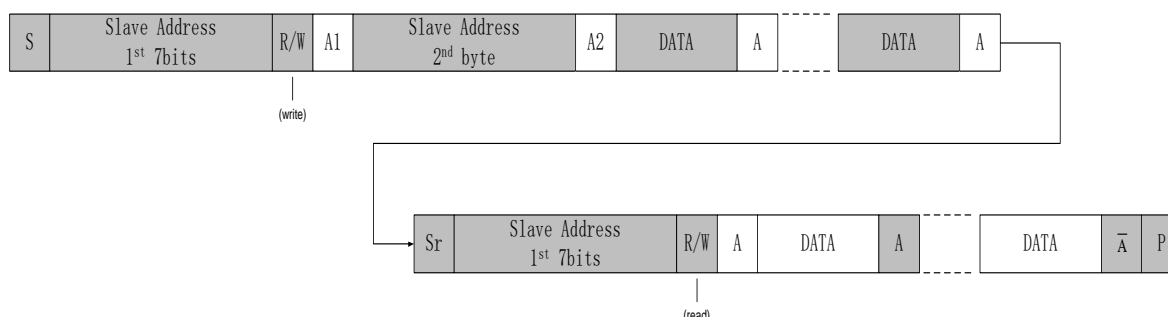 S Slave Address 1st 7bits R/W A1 Slave Address 2nd byte A2 DATA A DATA A
(write)
Sr Slave Address 1st 7bits R/W A DATA A DATA A̅ P
(read)